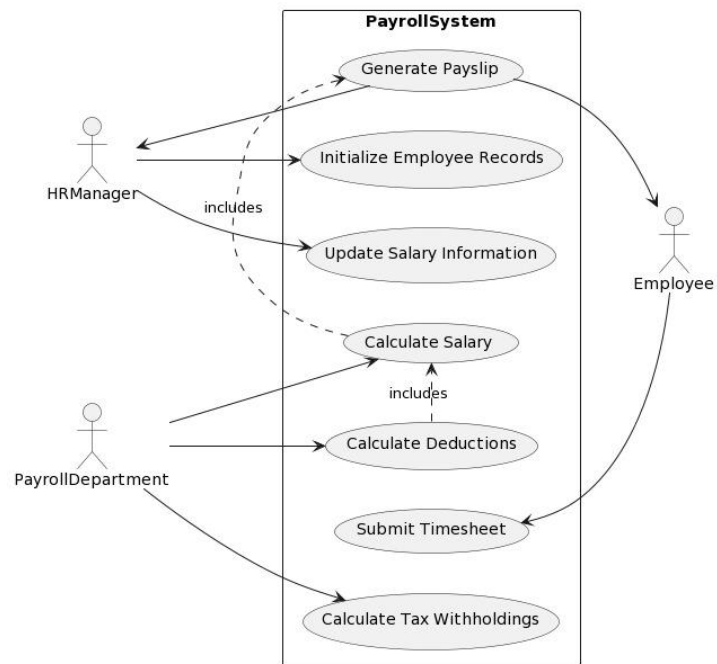 PayrollSystem
Generate Payslip
Initialize Employee Records
HRManager
includes
Update Salary Information
Employee
Calculate Salary
includes
Calculate Deductions
PayrollDepartment
Submit Timesheet
Calculate Tax Withholdings